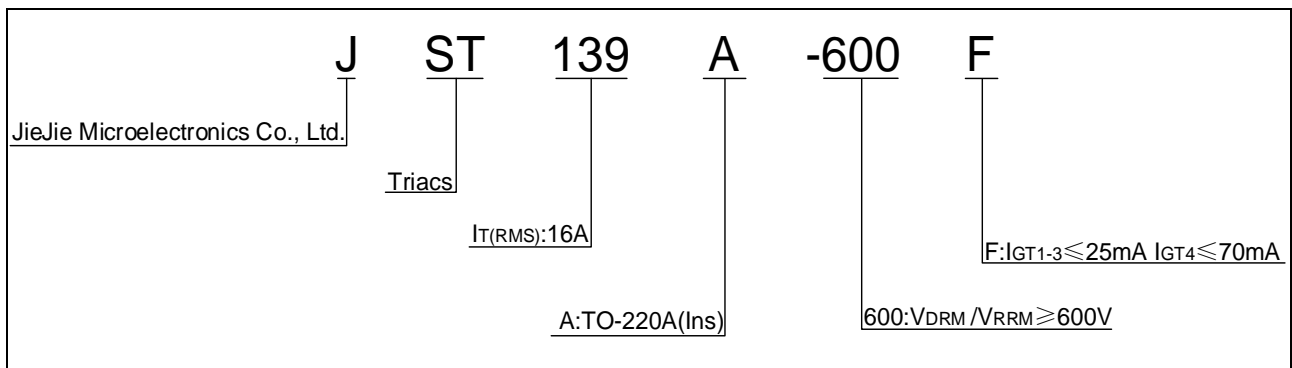 J ST 139 A -600 F
JieJie Microelectronics Co., Ltd.
Triacs
IT(RMS):16A
F:IGT1-3≤25mA IGT4≤70mA
A:TO-220A(Ins)
600:VDRM /VRRM≥600V